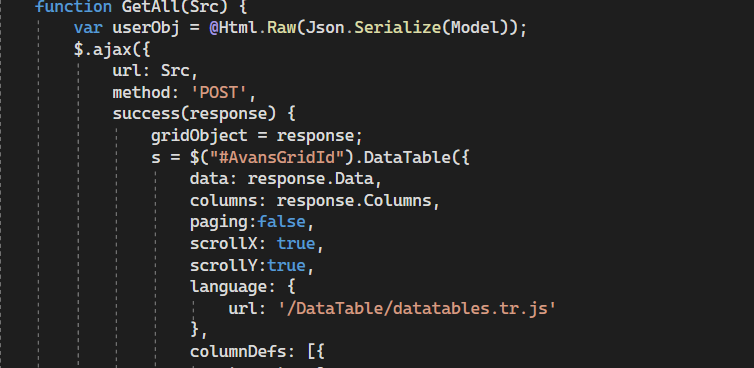 function GetAll(Src) {
var userObj = @Html.Raw(Json.Serialize(Model));
$.ajax({
url: Src,
method: 'POST',
success(response) {
gridObject = response;
s = $("#AvansGridId").DataTable({
data: response.Data,
columns: response.Columns,
paging:false,
scrollX: true,
scrollY:true,
language: {
url: '/DataTable/datatables.tr.js'
},
columnDefs: [{